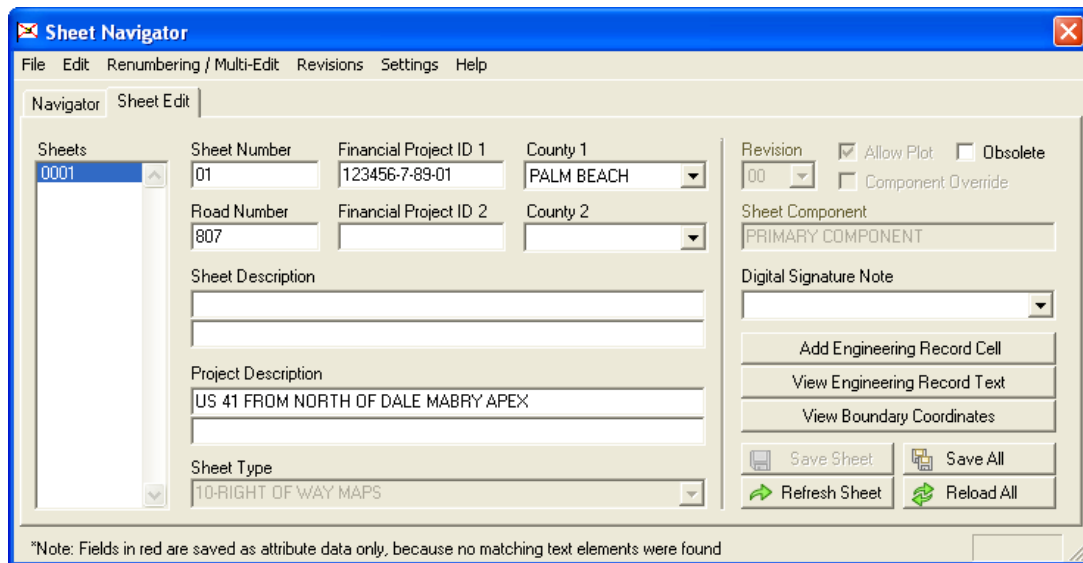 Sheet Navigator
File Edit Renumbering / Multi-Edit Revisions Settings Help
Navigator Sheet Edit
Sheets Sheet Number Financial Project ID 1 County 1 Revision Allow Plot Obsolete
0001 01 123456-7-89-01 PALM BEACH 00 Component Override
Road Number Financial Project ID 2 County 2 Sheet Component
807 PRIMARY COMPONENT
Sheet Description Digital Signature Note
Add Engineering Record Cell
Project Description View Engineering Record Text
US 41 FROM NORTH OF DALE MABRY APEX
View Boundary Coordinates
Sheet Type Save Sheet Save All
10-RIGHT OF WAY MAPS Refresh Sheet Reload All
*Note: Fields in red are saved as attribute data only, because no matching text elements were found